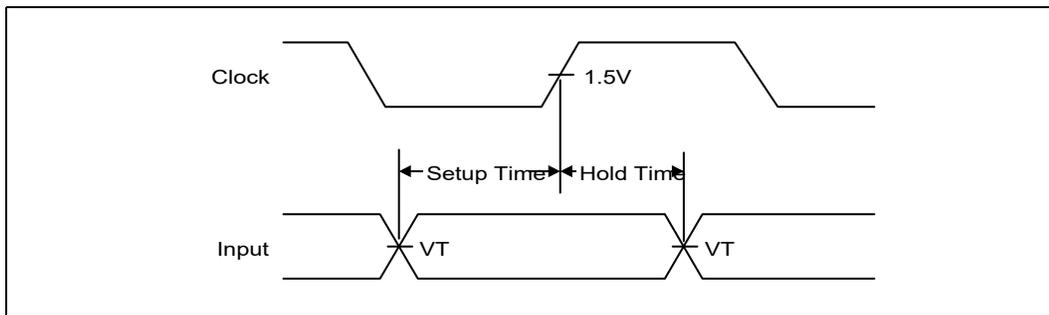 Clock
1.5V
Setup Time
Hold Time
Input
VT
VT